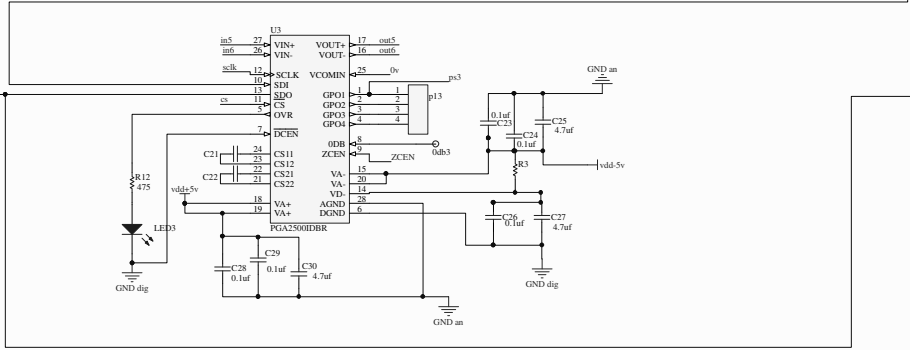 U3
in5 27 VIN+ VOUT+ 17 out5
in6 26 VIN- VOUT- 16 out6
sclk 12 SCLK VCOMIN 25 0v
10 SDI
13 SDO GPO1 1 1 ps3
cs 11 CS GPO2 2 2 p13
5 OVR GPO3 3 3
GPO4 4 4
7 DCEN
0DB 8 0db3
C21 24 CS11 ZCEN 9 ZCEN
23 CS12
C22 22 CS21 VA- 15
21 CS22 VA- 20
VD- 14
vdd+5v 18 VA+ AGND 28
19 VA+ DGND 6
PGA2500IDBR
R12
475
LED3
GND dig
C28
0.1uf
C29
0.1uf
C30
4.7uf
GND an
GND an
0.1uf
C23
C24
0.1uf
C25
4.7uf
R3
vdd-5v
C26
0.1uf
C27
4.7uf
GND dig